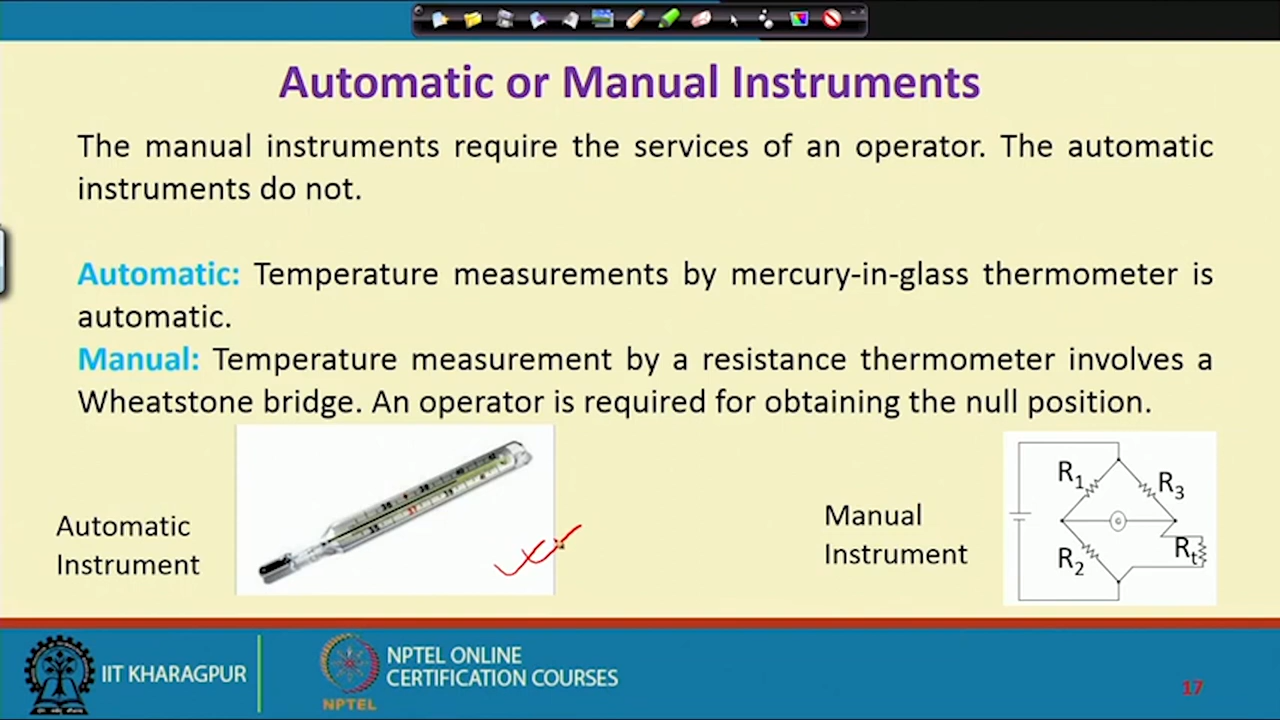 Automatic or Manual Instruments
The manual instruments require the services of an operator. The automatic
instruments do not.
Automatic: Temperature measurements by mercury-in-glass thermometer is
automatic.
Manual: Temperature measurement by a resistance thermometer involves a
Wheatstone bridge. An operator is required for obtaining the null position.
Automatic
Instrument
Manual
Instrument
R1
R3
G
R2
Rt
IIT KHARAGPUR
NPTEL
NPTEL ONLINE
CERTIFICATION COURSES
17